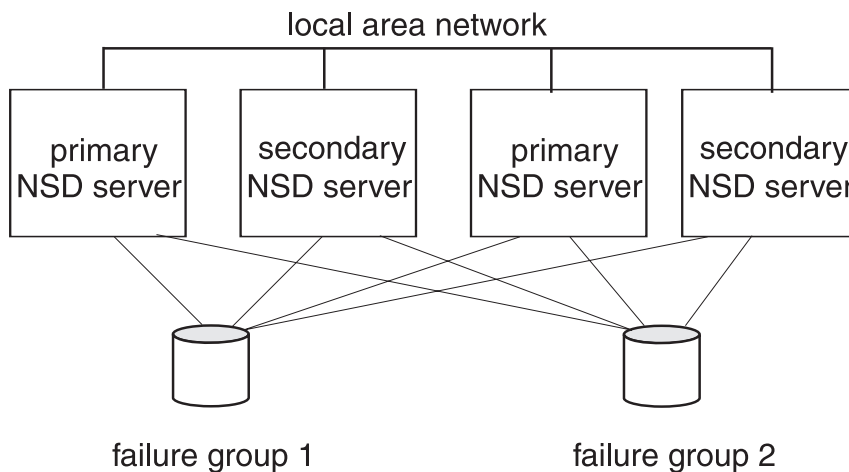 local area network
primary
NSD server
secondary
NSD server
primary
NSD server
secondary
NSD server
failure group 1
failure group 2